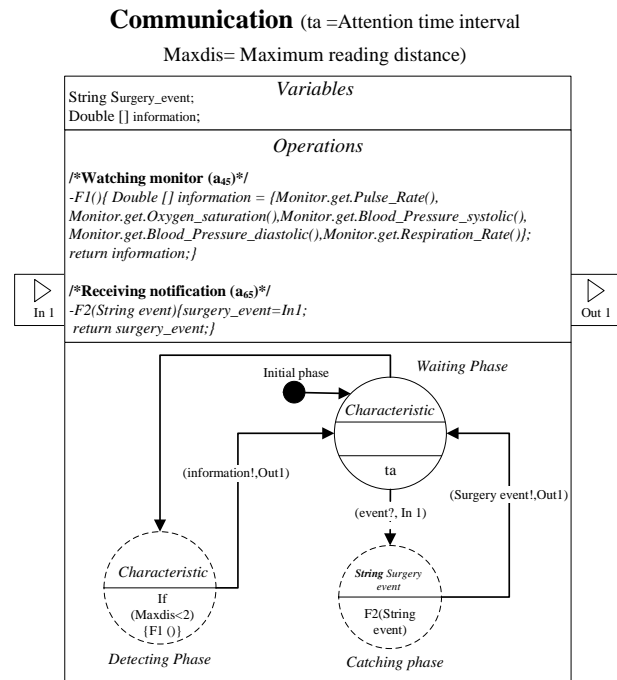 Communication (ta =Attention time interval
Maxdis= Maximum reading distance)
Variables
String Surgery_event;
Double [] information;
Operations
/*Watching monitor (a45)*/
-F1(){ Double [] information = {Monitor.get.Pulse_Rate(),
Monitor.get.Oxygen_saturation(),Monitor.get.Blood_Pressure_systolic(),
Monitor.get.Blood_Pressure_diastolic(),Monitor.get.Respiration_Rate()};
return information;}
/*Receiving notification (a65)*/
-F2(String event){surgery_event=In1;
return surgery_event;}
In 1
Out 1
Waiting Phase
Initial phase
Characteristic
ta
(information!,Out1)
(event?, In 1)
(Surgery event!,Out1)
Characteristic
If
(Maxdis<2)
{F1 ()}
Detecting Phase
String Surgery
event
F2(String
event)
Catching phase